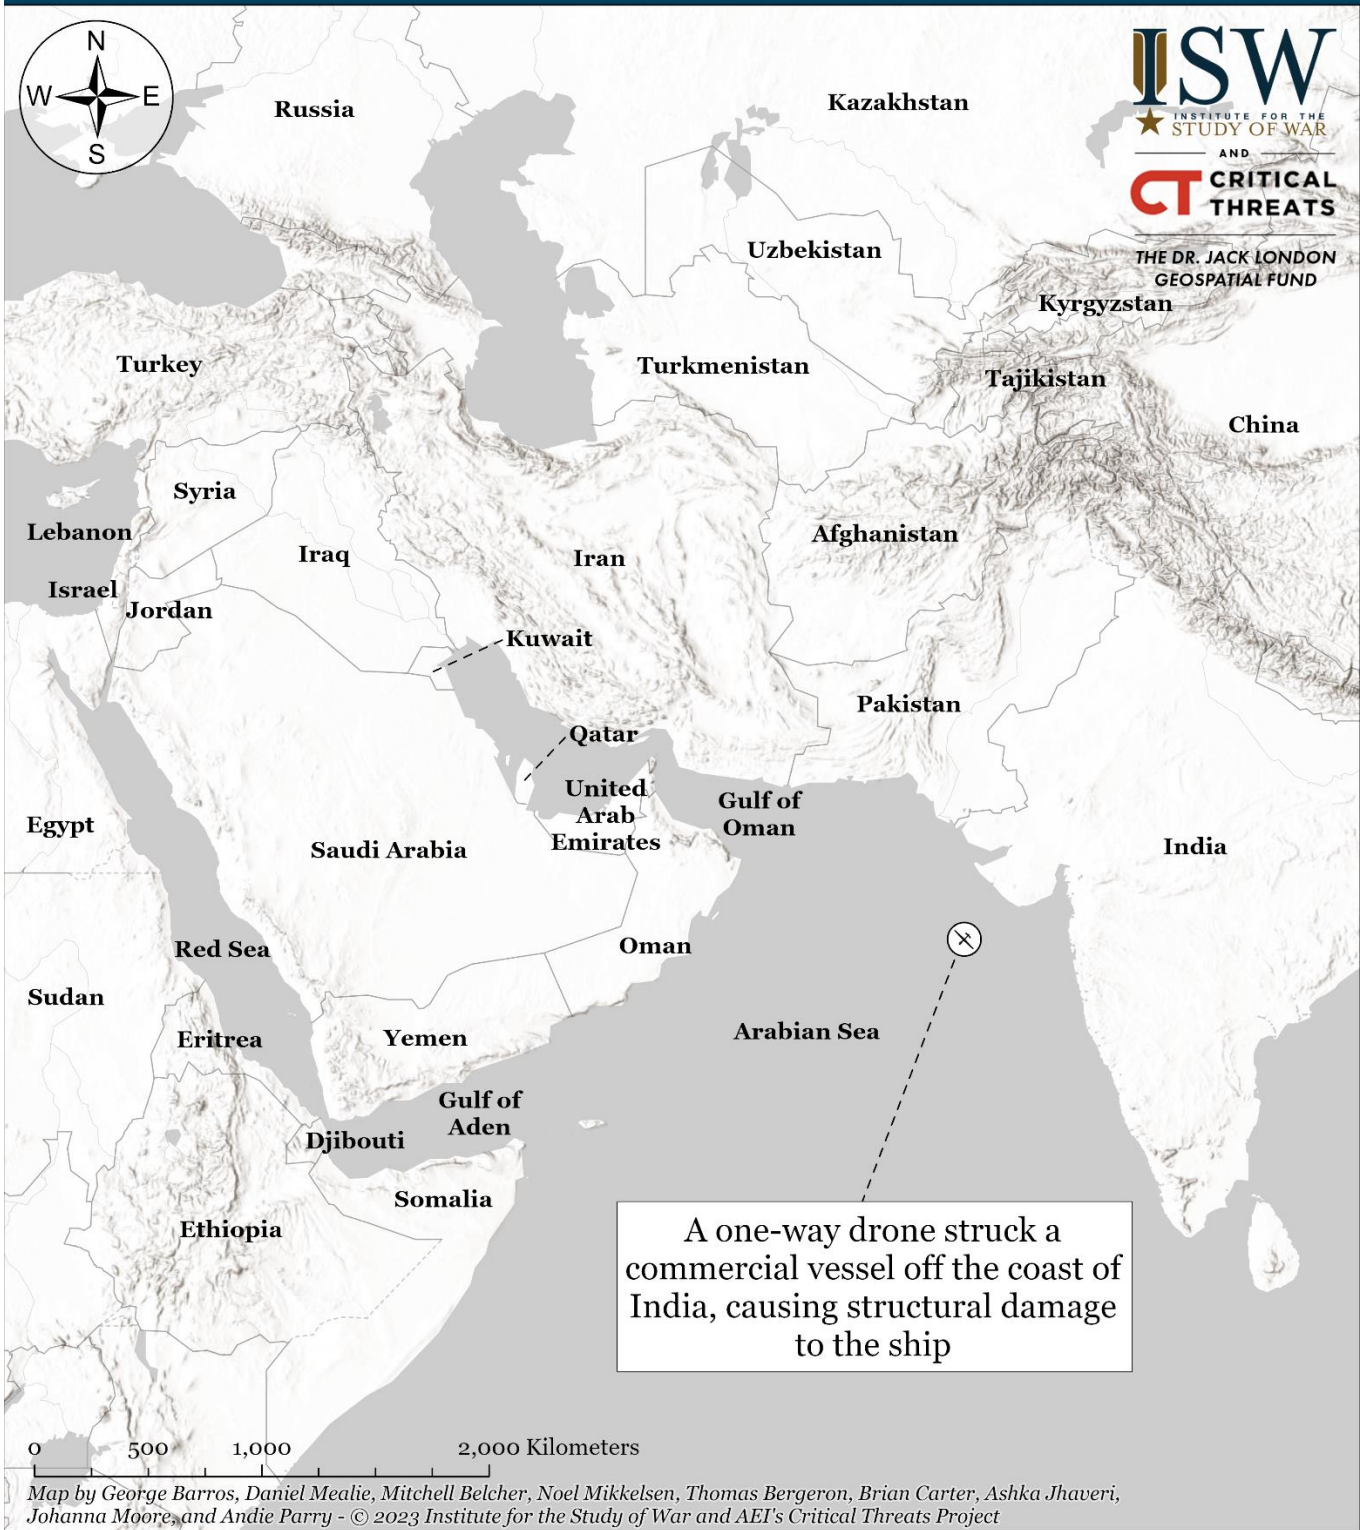 N
W E
S
ISW
INSTITUTE FOR THE
STUDY OF WAR
AND
CT CRITICAL
THREATS
THE DR. JACK LONDON
GEOSPATIAL FUND
Russia
Kazakhstan
Uzbekistan
Kyrgyzstan
Turkey
Turkmenistan
Tajikistan
China
Syria
Lebanon
Afghanistan
Iraq
Iran
Israel
Jordan
Kuwait
Pakistan
Qatar
United
Arab
Emirates
Gulf of
Oman
Egypt
Saudi Arabia
India
Red Sea
Oman
Sudan
Eritrea
Yemen
Arabian Sea
Gulf of
Aden
Djibouti
Somalia
Ethiopia
A one-way drone struck a
commercial vessel off the coast of
India, causing structural damage
to the ship
0 500 1,000 2,000 Kilometers
Map by George Barros, Daniel Mealie, Mitchell Belcher, Noel Mikkelsen, Thomas Bergeron, Brian Carter, Ashka Jhaveri,
Johanna Moore, and Andie Parry - © 2023 Institute for the Study of War and AEI's Critical Threats Project